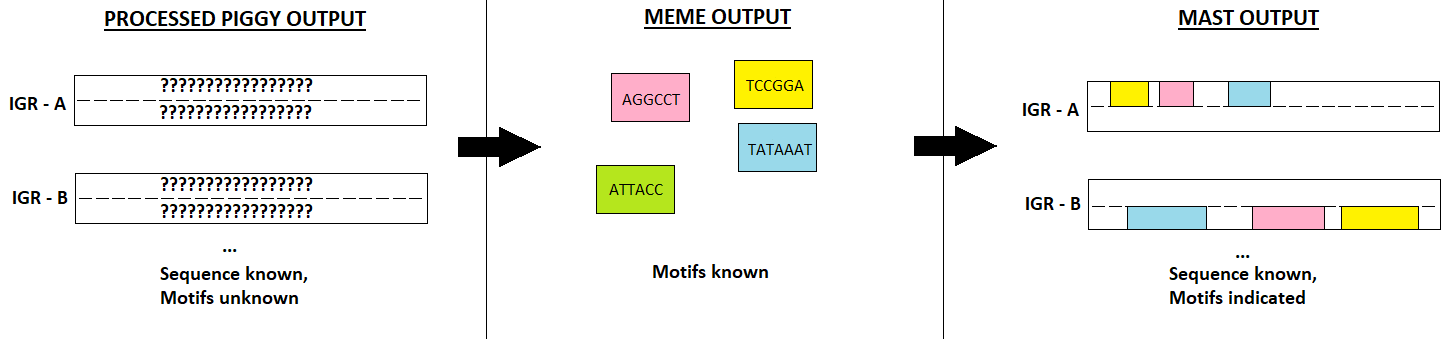 PROCESSED PIGGY OUTPUT
IGR - A
?????????????????
?????????????????
IGR - B
?????????????????
?????????????????
...
Sequence known,
Motifs unknown
MEME OUTPUT
AGGCCT
TCCGGA
TATAAAT
ATTACC
Motifs known
MAST OUTPUT
IGR - A
IGR - B
...
Sequence known,
Motifs indicated